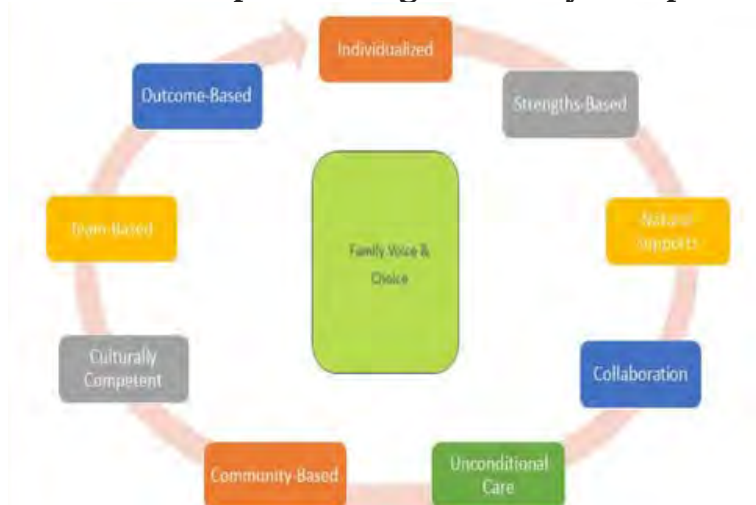 Individualized
Strengths-Based
Natural
Supports
Collaboration
Unconditional
Care
Community-Based
Culturally
Competent
Team-Based
Outcome-Based
Family Voice &
Choice